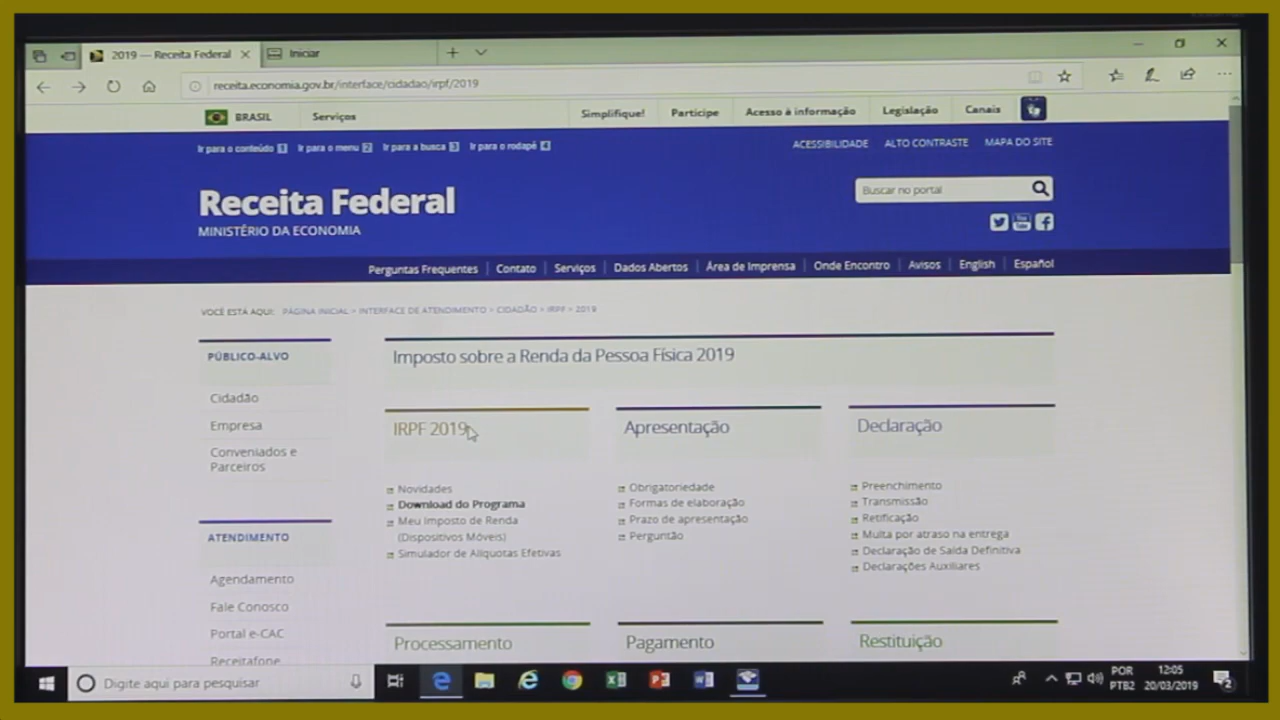 2019 — Receita Federal
Iniciar
receita.economia.gov.br/interface/cidadao/irpf/2019
BRASIL
Serviços
Simplifique!
Participe
Acesso à informação
Legislação
Canais
Ir para o conteúdo 1 Ir para o menu 2 Ir para a busca 3 Ir para o rodapé 4
ACESSIBILIDADE ALTO CONTRASTE MAPA DO SITE
Receita Federal
MINISTÉRIO DA ECONOMIA
Buscar no portal
You Tube
Perguntas Frequentes Contato Serviços Dados Abertos Área de Imprensa Onde Encontro Avisos English Español
VOCÊ ESTÁ AQUI: PÁGINA INICIAL > INTERFACE DE ATENDIMENTO > CIDADÃO > IRPF > 2019
PÚBLICO-ALVO
Cidadão
Empresa
Conveniados e
Parceiros
ATENDIMENTO
Agendamento
Fale Conosco
Portal e-CAC
Receitafone
Imposto sobre a Renda da Pessoa Física 2019
IRPF 2019
Novidades
Download do Programa
Meu Imposto de Renda
(Dispositivos Móveis)
Simulador de Alíquotas Efetivas
Apresentação
Obrigatoriedade
Formas de elaboração
Prazo de apresentação
Perguntão
Declaração
Preenchimento
Transmissão
Retificação
Multa por atraso na entrega
Declaração de Saída Definitiva
Declarações Auxiliares
Processamento
Pagamento
Restituição
Digite aqui para pesquisar
POR
PTB2
12:05
20/03/2019
2